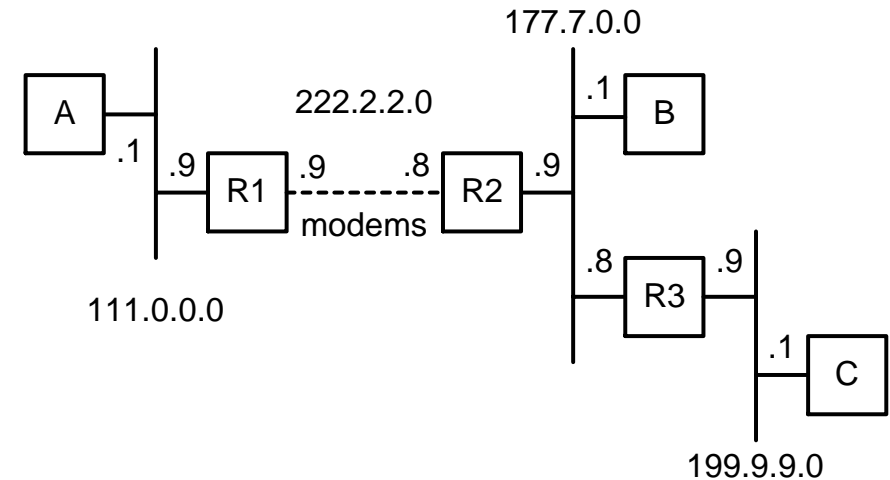 177.7.0.0
A
.1
222.2.2.0
.1
B
.9
R1
.9
.8
R2
.9
modems
.8
R3
.9
111.0.0.0
.1
C
199.9.9.0